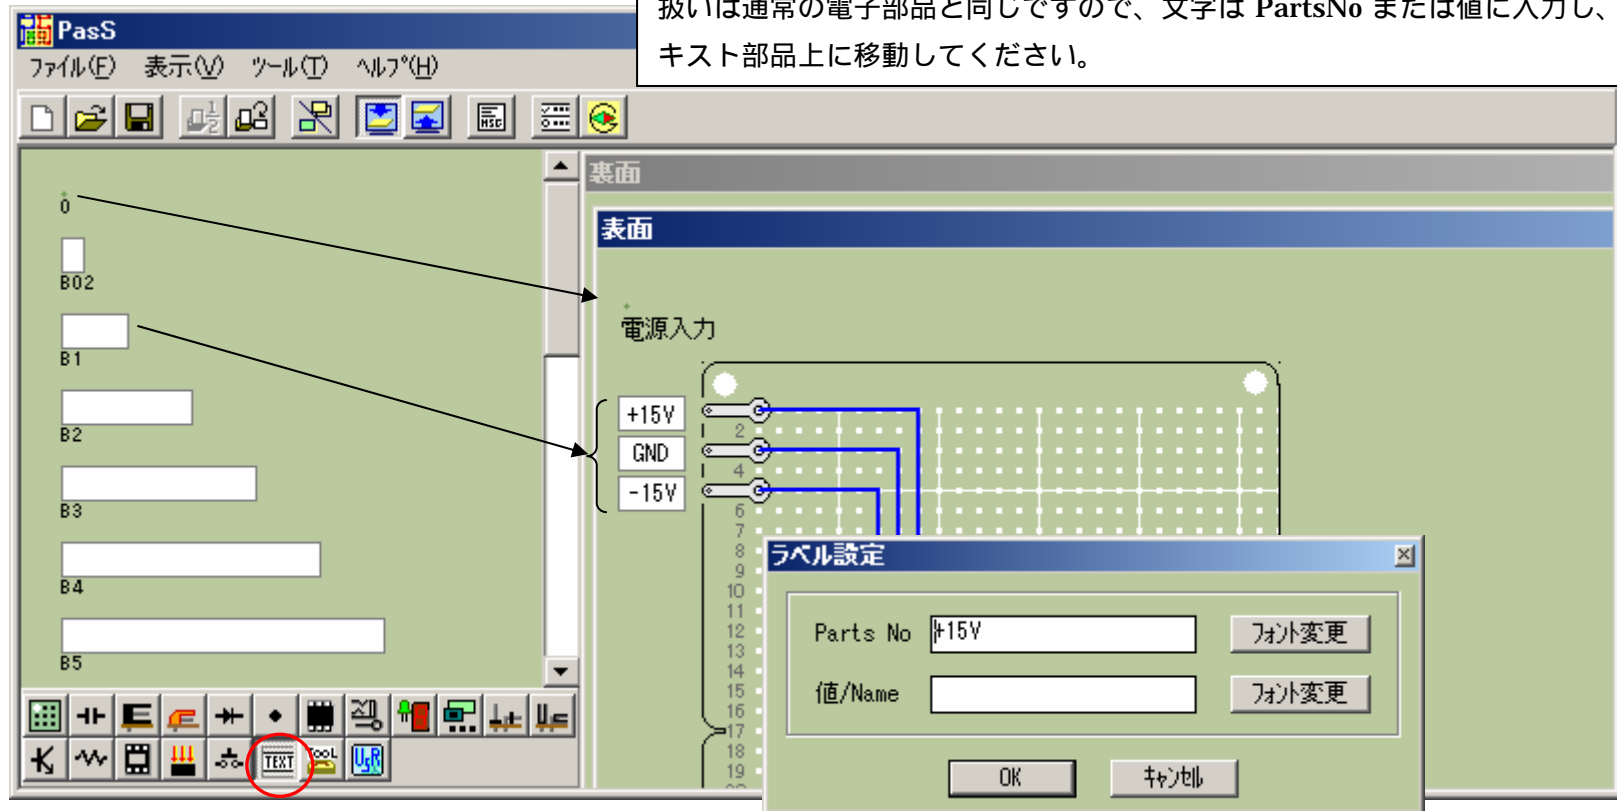 扱いは通常の電子部品と同じですので、文字は PartsNo または値に入力し、
キスト部品上に移動してください。
PasS
ファイル(F) 表示(V) ツール(T) ヘルプ(H)
MSG
0
B02
B1
B2
B3
B4
B5
TEXT
TOOL
UsR
裏面
表面
電源入力
+15V
GND
-15V
2
4
6
7
8
9
10
11
12
13
14
15
16
17
18
19
ラベル設定
Parts No +15V フォント変更
値/Name フォント変更
OK キャンセル